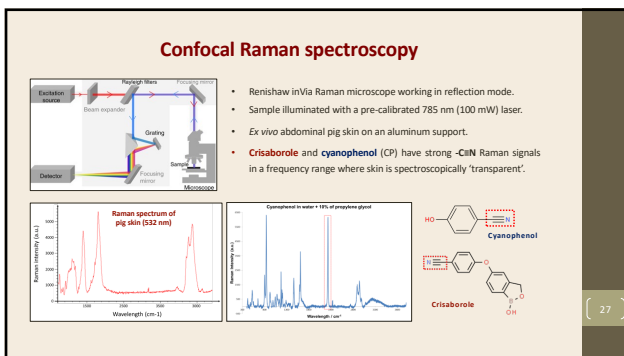 Confocal Raman spectroscopy
Excitation source
Beam expander
Rayleigh filters
Focusing mirror
Grating
Sample
Detector
Focusing mirror
Microscope
• Renishaw inVia Raman microscope working in reflection mode.
• Sample illuminated with a pre-calibrated 785 nm (100 mW) laser.
• Ex vivo abdominal pig skin on an aluminum support.
• Crisaborole and cyanophenol (CP) have strong -C≡N Raman signals
in a frequency range where skin is spectroscopically 'transparent'.
Raman spectrum of
pig skin (532 nm)
Raman intensity (a.u.)
Wavelength (cm-1)
Cyanophenol in water + 10% of propylene glycol
Raman intensity (a.u.)
Wavelength / cm⁻¹
HO
N
Cyanophenol
N
O
O
B
OH
Crisaborole
27